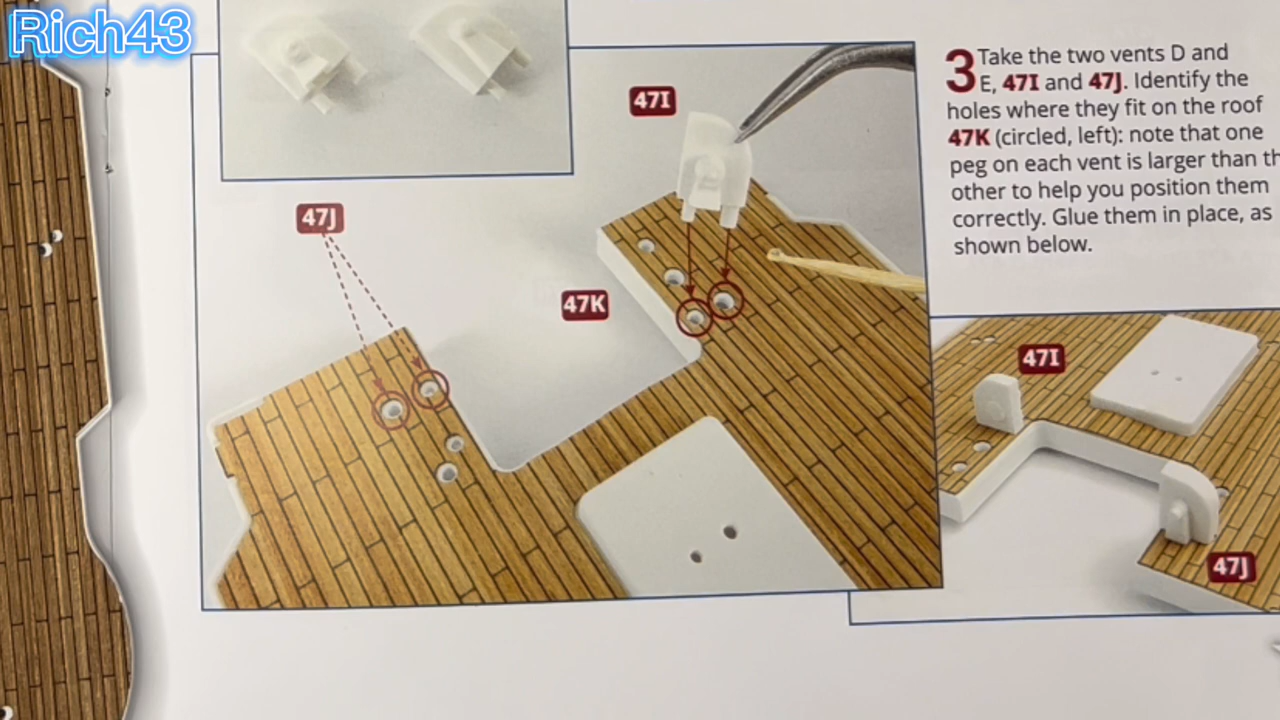 Rich43
47I
3 Take the two vents D and
E, 47I and 47J. Identify the
holes where they fit on the roof
47K (circled, left): note that one
peg on each vent is larger than th
other to help you position them
correctly. Glue them in place, as
shown below.
47J
47K
47I
47J